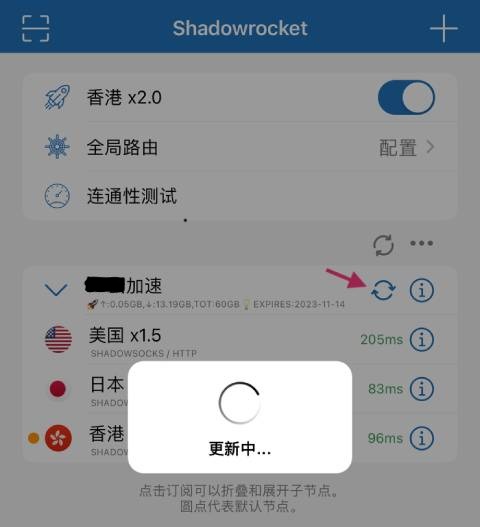 Shadowrocket
香港 x2.0
全局路由
配置
连通性测试
加速
↑:0.05GB,↓:13.19GB,TOT:60GB💡EXPIRES:2023-11-14
美国 x1.5
SHADOWSOCKS / HTTP
205ms
日本
SHADOW
83ms
香港
SHADOW
96ms
更新中...
点击订阅可以折叠和展开子节点。
圆点代表默认节点。